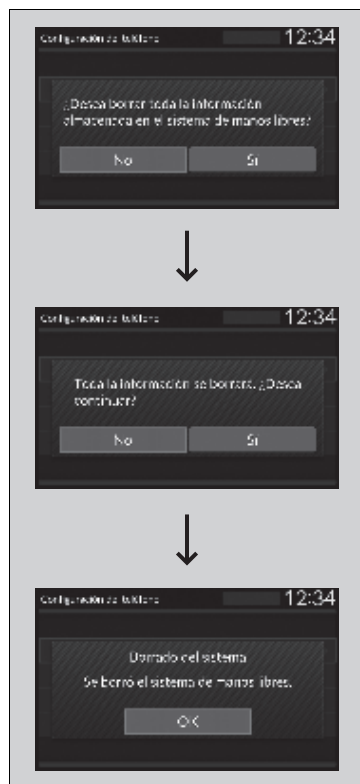 Configuración de teléfono 12:34
¿Desea borrar toda la información
almacenada en el sistema de manos libres?
No Sí
Configuración de teléfono 12:34
Toda la información se borrará. ¿Desea
continuar?
No Sí
Configuración de teléfono 12:34
Borrado del sistema
Se borró el sistema de manos libres.
OK